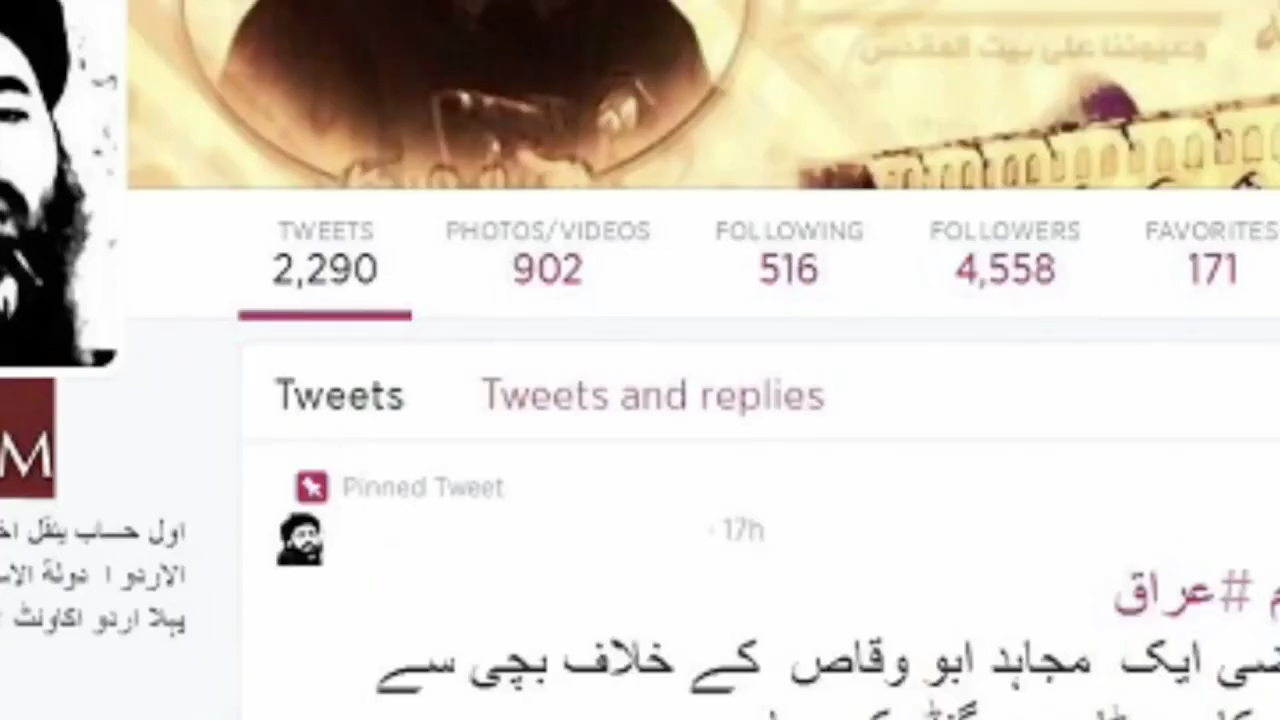 وعيوننا على بيت المقدس
TWEETS PHOTOS/VIDEOS FOLLOWING FOLLOWERS FAVORITES
2,290 902 516 4,558 171
Tweets Tweets and replies
M
Pinned Tweet
· 17h
اول حساب ينقل
الاردو ا دولة
پہلا اردو اکاونٹ
#عراق
ایک مجاہد ابو وقاص کے خلاف بچی سے